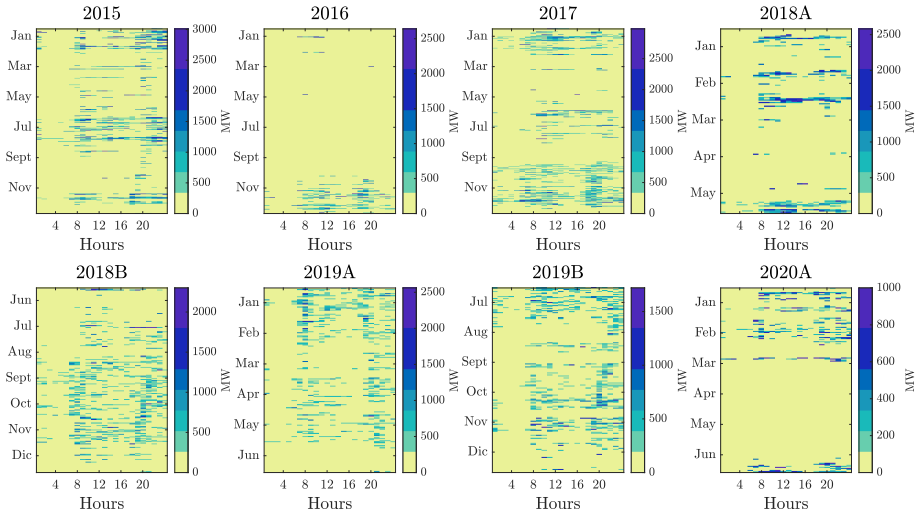 2015
Jan
Mar
May
Jul
Sept
Nov
4 8 12 16 20
Hours
3000
2500
2000
1500
1000
500
0
MW
2016
Jan
Mar
May
Jul
Sept
Nov
4 8 12 16 20
Hours
2500
2000
1500
1000
500
0
MW
2017
Jan
Mar
May
Jul
Sept
Nov
4 8 12 16 20
Hours
2500
2000
1500
1000
500
0
MW
2018A
Jan
Feb
Mar
Apr
May
4 8 12 16 20
Hours
2500
2000
1500
1000
500
0
MW
2018B
Jun
Jul
Aug
Sept
Oct
Nov
Dic
4 8 12 16 20
Hours
2000
1500
1000
500
0
MW
2019A
Jan
Feb
Mar
Apr
May
Jun
4 8 12 16 20
Hours
2500
2000
1500
1000
500
0
MW
2019B
Jul
Aug
Sept
Oct
Nov
Dic
4 8 12 16 20
Hours
1500
1000
500
0
MW
2020A
Jan
Feb
Mar
Apr
May
Jun
4 8 12 16 20
Hours
1000
800
600
400
200
0
MW